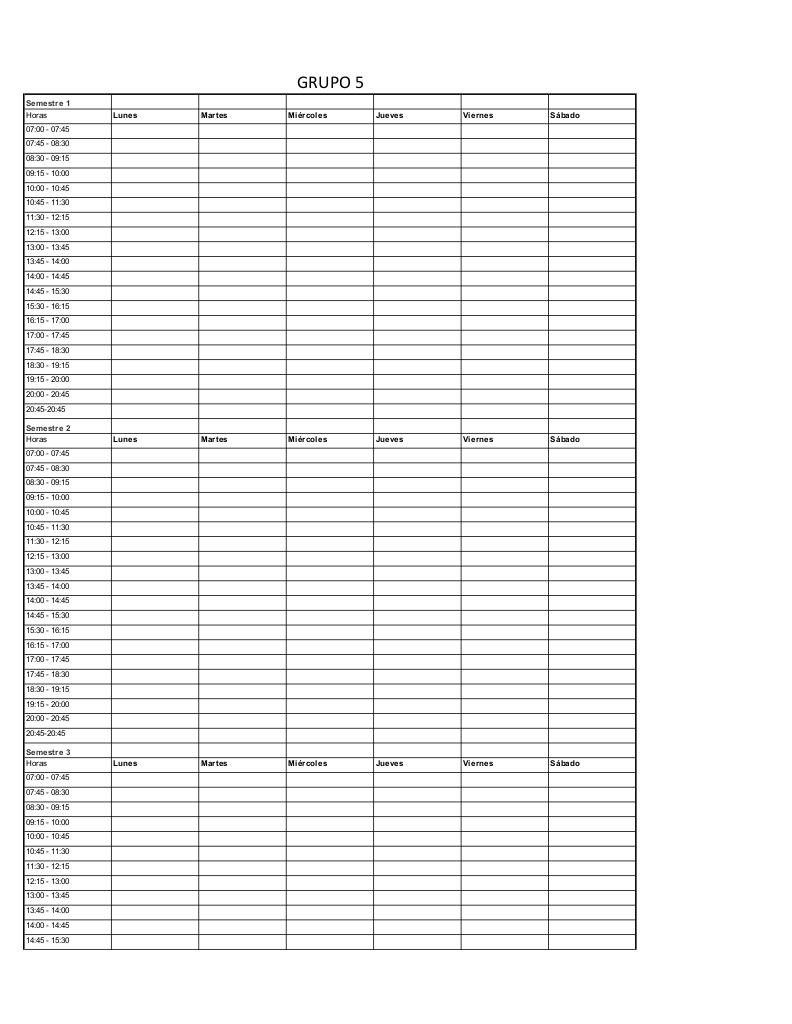 GRUPO 5
Semestre 1
Horas Lunes Martes Miércoles Jueves Viernes Sábado
07:00 - 07:45
07:45 - 08:30
08:30 - 09:15
09:15 - 10:00
10:00 - 10:45
10:45 - 11:30
11:30 - 12:15
12:15 - 13:00
13:00 - 13:45
13:45 - 14:00
14:00 - 14:45
14:45 - 15:30
15:30 - 16:15
16:15 - 17:00
17:00 - 17:45
17:45 - 18:30
18:30 - 19:15
19:15 - 20:00
20:00 - 20:45
20:45-20:45
Semestre 2
Horas Lunes Martes Miércoles Jueves Viernes Sábado
07:00 - 07:45
07:45 - 08:30
08:30 - 09:15
09:15 - 10:00
10:00 - 10:45
10:45 - 11:30
11:30 - 12:15
12:15 - 13:00
13:00 - 13:45
13:45 - 14:00
14:00 - 14:45
14:45 - 15:30
15:30 - 16:15
16:15 - 17:00
17:00 - 17:45
17:45 - 18:30
18:30 - 19:15
19:15 - 20:00
20:00 - 20:45
20:45-20:45
Semestre 3
Horas Lunes Martes Miércoles Jueves Viernes Sábado
07:00 - 07:45
07:45 - 08:30
08:30 - 09:15
09:15 - 10:00
10:00 - 10:45
10:45 - 11:30
11:30 - 12:15
12:15 - 13:00
13:00 - 13:45
13:45 - 14:00
14:00 - 14:45
14:45 - 15:30